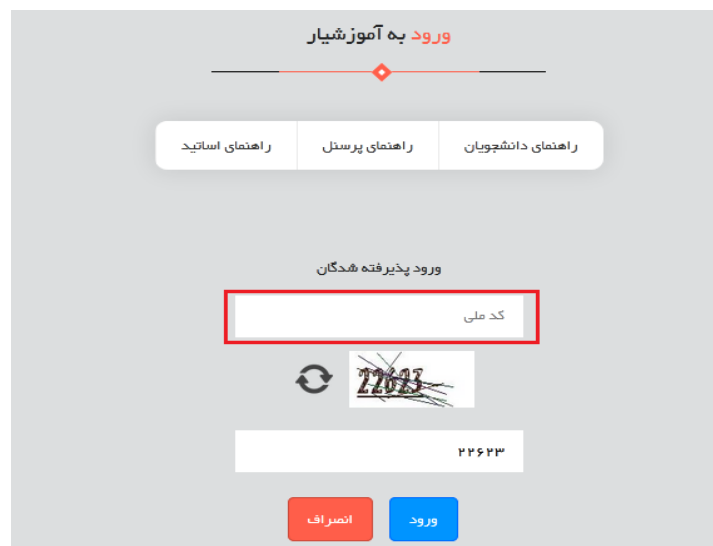 ورود به آموزشیار
راهنمای دانشجویان
راهنمای پرسنل
راهنمای اساتید
ورود پذیرفته شدگان
کد ملی
22623
۲۲۶۲۳
ورود
انصراف